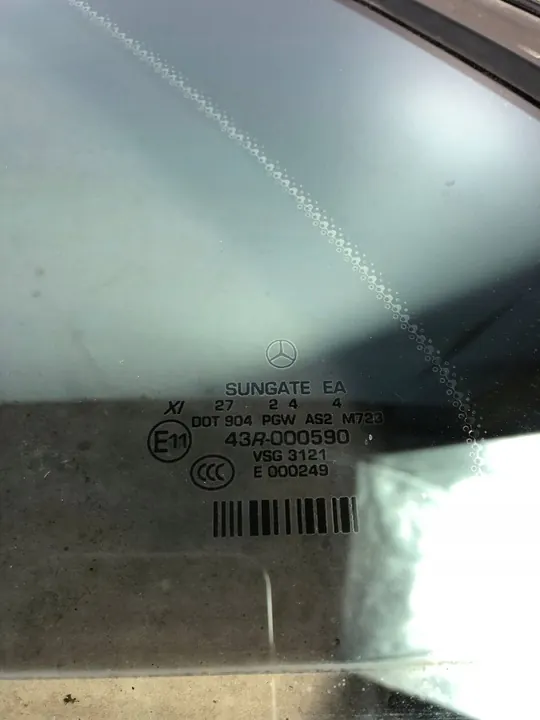 SUNGATE EA
XI 27 . 2 4 4
DOT 904 PGW AS2 M723
E11 43R-000590
VSG 3121
CCC E 000249